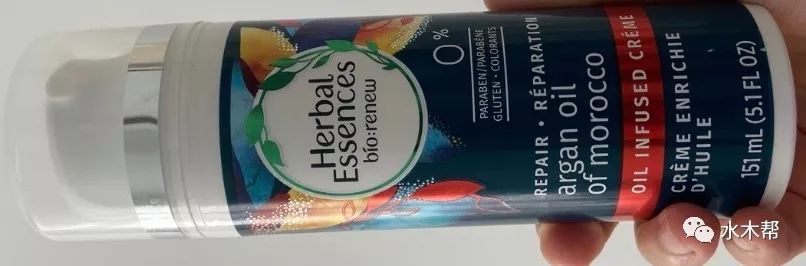 Herbal
Essences
bio:renew
0%
PARABEN/PARABÈNE
GLUTEN • COLORANTS
REPAIR • RÉPARATION
argan oil
of morocco
OIL INFUSED CRÉME
CRÈME ENRICHIE
D'HUILE
151 mL (5.1 FL OZ)
水木帮